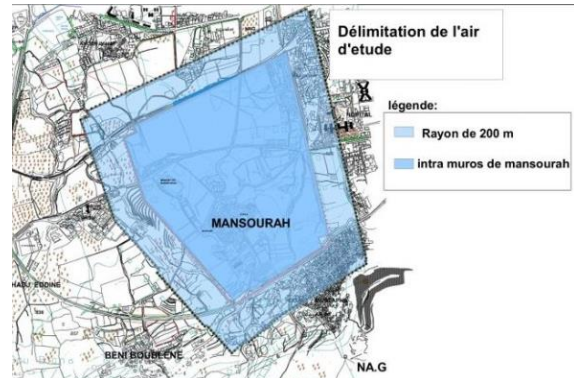 Délimitation de l'air
d'etude
légende:
Rayon de 200 m
intra muros de mansourah
MANSOURAH
BENI BOUBLENE
NA.G